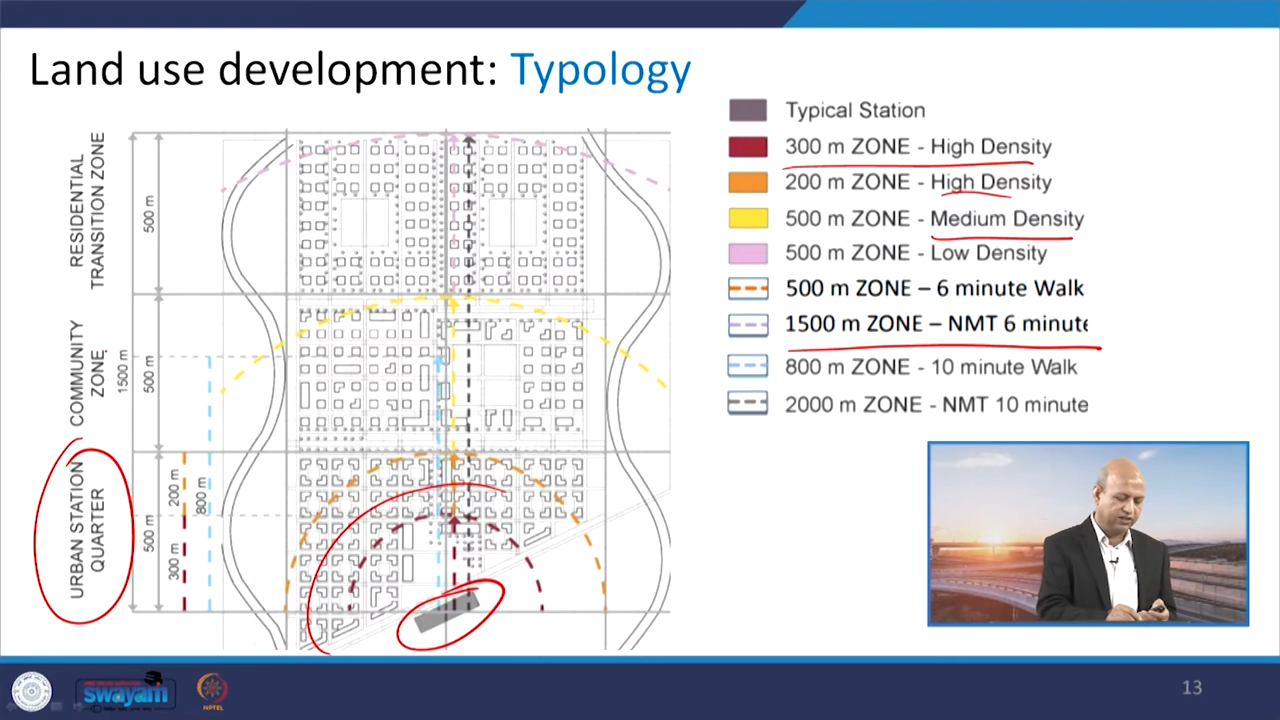 Land use development: Typology
Typical Station
300 m ZONE - High Density
200 m ZONE - High Density
500 m ZONE - Medium Density
500 m ZONE - Low Density
500 m ZONE – 6 minute Walk
1500 m ZONE – NMT 6 minute
800 m ZONE - 10 minute Walk
2000 m ZONE - NMT 10 minute
RESIDENTIAL
TRANSITION ZONE
500 m
COMMUNITY
ZONE
1500 m
500 m
URBAN STATION
QUARTER
500 m
300 m
200 m
800 m
swayam
NPTEL
13